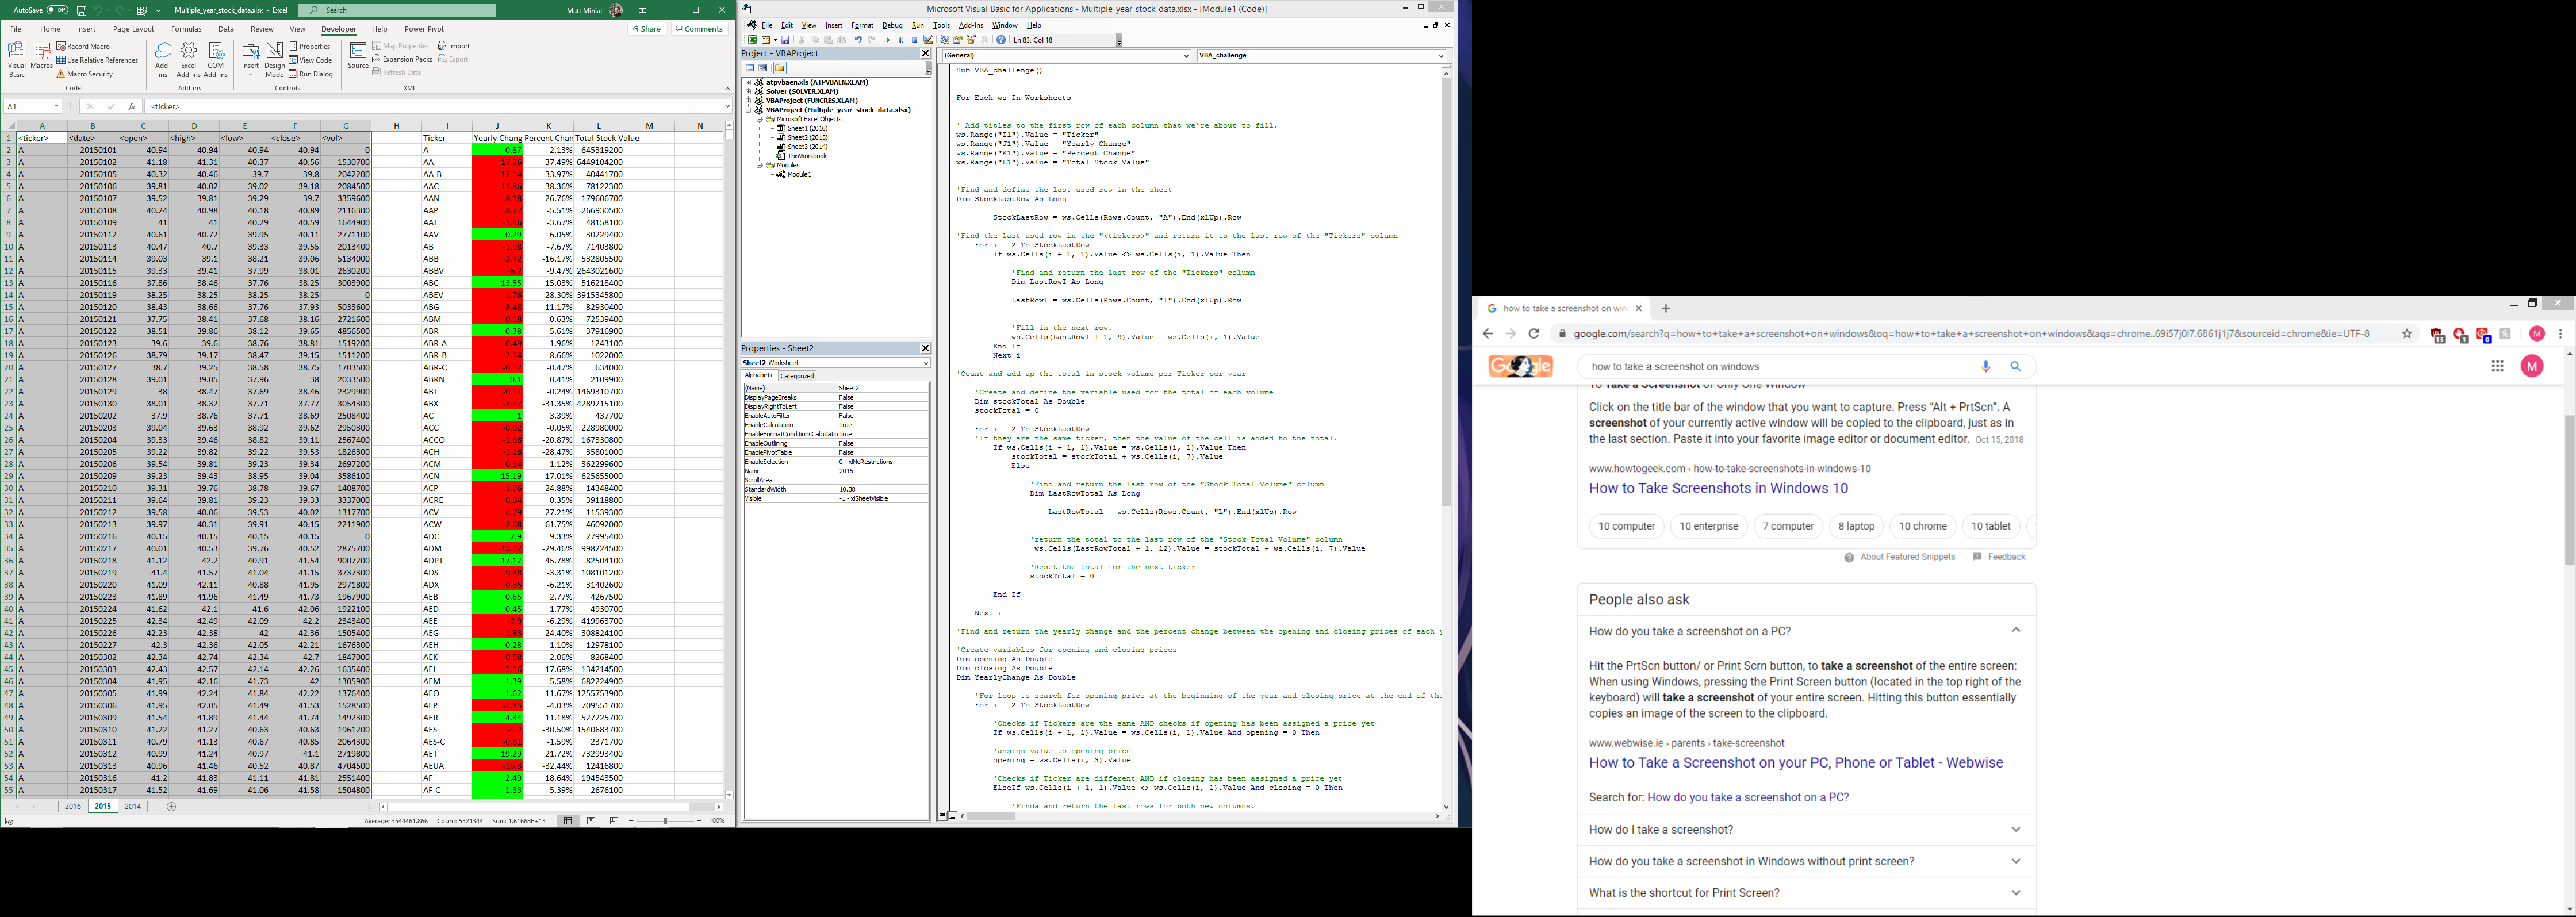 AutoSave Off Multiple_year_stock_data.xlsx - Excel Search Matt Miniat
File Home Insert Page Layout Formulas Data Review View Developer Help Power Pivot Share Comments
Visual Basic Macros Record Macro Use Relative References Macro Security Code
Add-ins Excel Add-ins COM Add-ins Add-ins
Insert Design Mode Properties View Code Run Dialog Controls
Source Map Properties Expansion Packs Refresh Data Import Export XML
A1 fx <ticker>
A B C D E F G H I J K L M N
1 <ticker> <date> <open> <high> <low> <close> <vol> Ticker Yearly Chang Percent Chan Total Stock Value
2 A 20150101 40.94 40.94 40.94 40.94 0 A 0.87 2.13% 645319200
3 A 20150102 41.18 41.31 40.37 40.56 1530700 AA -17.76 -37.49% 6449104200
4 A 20150105 40.32 40.46 39.7 39.8 2042200 AA-B -17.14 -33.97% 40441700
5 A 20150106 39.81 40.02 39.02 39.18 2084500 AAC -11.86 -38.36% 78122300
6 A 20150107 39.52 39.81 39.29 39.7 3359600 AAN -8.18 -26.76% 179606700
7 A 20150108 40.24 40.98 40.18 40.89 2116300 AAP -8.77 -5.51% 266930500
8 A 20150109 41 41 40.29 40.59 1644900 AAT -1.46 -3.67% 48158100
9 A 20150112 40.61 40.72 39.95 40.11 2771100 AAV 0.29 6.05% 30229400
10 A 20150113 40.47 40.7 39.33 39.55 2013400 AB -1.98 -7.67% 71403800
11 A 20150114 39.03 39.1 38.21 39.06 5134000 ABB -3.42 -16.17% 532805500
12 A 20150115 39.33 39.41 37.99 38.01 2630200 ABBV -6.2 -9.47% 2643021600
13 A 20150116 37.86 38.46 37.76 38.25 3003900 ABC 13.55 15.03% 516218400
14 A 20150119 38.25 38.25 38.25 38.25 0 ABEV -1.76 -28.30% 3915345800
15 A 20150120 38.43 38.66 37.76 37.93 5033600 ABG -8.48 -11.17% 82930400
16 A 20150121 37.75 38.41 37.68 38.16 2721600 ABM -0.18 -0.63% 72539400
17 A 20150122 38.51 39.86 38.12 39.65 4856500 ABR 0.38 5.61% 37916900
18 A 20150123 39.6 39.6 38.76 38.81 1519200 ABR-A -0.49 -1.96% 1243100
19 A 20150126 38.79 39.17 38.47 39.15 1511200 ABR-B -2.14 -8.66% 1022000
20 A 20150127 38.7 39.25 38.58 38.75 1703500 ABR-C -0.12 -0.47% 634000
21 A 20150128 39.01 39.05 37.96 38 2033500 ABRN 0.1 0.41% 2109900
22 A 20150129 38 38.47 37.69 38.46 2329900 ABT -0.11 -0.24% 1469310700
23 A 20150130 38.01 38.32 37.71 37.77 3054300 ABX -3.37 -31.35% 4289215100
24 A 20150202 37.9 38.76 37.71 38.69 2508400 AC 1 3.39% 437700
25 A 20150203 39.04 39.63 38.92 39.62 2950300 ACC -0.02 -0.05% 228980000
26 A 20150204 39.33 39.46 38.82 39.11 2567400 ACCO -1.88 -20.87% 167330800
27 A 20150205 39.22 39.82 39.22 39.53 1826300 ACH -3.28 -28.47% 35801000
28 A 20150206 39.54 39.81 39.23 39.34 2697200 ACM -0.34 -1.12% 362299600
29 A 20150209 39.23 39.43 38.95 39.04 3586100 ACN 15.19 17.01% 625655000
30 A 20150210 39.31 39.76 38.78 39.67 1408700 ACP -3.76 -24.88% 14348400
31 A 20150211 39.64 39.81 39.23 39.33 3337000 ACRE -0.04 -0.35% 39118800
32 A 20150212 39.58 40.06 39.53 40.02 1317700 ACV -6.79 -27.21% 11539300
33 A 20150213 39.97 40.31 39.91 40.15 2211900 ACW -2.68 -61.75% 46092000
34 A 20150216 40.15 40.15 40.15 40.15 0 ADC 2.9 9.33% 27995400
35 A 20150217 40.01 40.53 39.76 40.52 2875700 ADM -15.32 -29.46% 998224500
36 A 20150218 41.12 42.2 40.91 41.54 9007200 ADPT 17.12 45.78% 82504100
37 A 20150219 41.4 41.57 41.04 41.15 3737300 ADS -9.48 -3.31% 108101200
38 A 20150220 41.09 42.11 40.88 41.95 2971800 ADX -0.85 -6.21% 31402600
39 A 20150223 41.89 41.96 41.49 41.73 1967900 AEB 0.65 2.77% 4267500
40 A 20150224 41.62 42.1 41.6 42.06 1922100 AED 0.45 1.77% 4930700
41 A 20150225 42.34 42.49 42.09 42.2 2343400 AEE -2.9 -6.29% 419963700
42 A 20150226 42.23 42.38 42 42.36 1505400 AEG -1.83 -24.40% 308824100
43 A 20150227 42.3 42.36 42.05 42.21 1676300 AEH 0.28 1.10% 12978100
44 A 20150302 42.34 42.74 42.34 42.7 1847000 AEK -0.58 -2.06% 8268400
45 A 20150303 42.43 42.57 42.14 42.26 1635400 AEL -5.16 -17.68% 134214500
46 A 20150304 41.95 42.16 41.73 42 1305900 AEM 1.39 5.58% 682224900
47 A 20150305 41.99 42.24 41.84 42.22 1376400 AEO 1.62 11.67% 1255753900
48 A 20150306 41.95 42.05 41.49 41.53 1528500 AEP -2.45 -4.03% 709551700
49 A 20150309 41.54 41.89 41.44 41.74 1492300 AER 4.34 11.18% 527225700
50 A 20150310 41.22 41.27 40.63 40.63 1961200 AES -4.2 -30.50% 1540683700
51 A 20150311 40.79 41.13 40.67 40.85 2064300 AES-C -0.81 -1.59% 2371700
52 A 20150312 40.99 41.24 40.97 41.1 2719800 AET 19.29 21.72% 732993400
53 A 20150313 40.96 41.46 40.52 40.87 4704500 AEUA -16.3 -32.44% 12416800
54 A 20150316 41.2 41.83 41.11 41.81 2551400 AF 2.49 18.64% 194543500
55 A 20150317 41.52 41.69 41.06 41.58 1504800 AF-C 1.33 5.39% 2676100
2016 2015 2014
Average: 3544461.866 Count: 5321344 Sum: 1.61668E+13 100%
Microsoft Visual Basic for Applications - Multiple_year_stock_data.xlsx - [Module1 (Code)]
File Edit View Insert Format Debug Run Tools Add-Ins Window Help
Ln 83, Col 18
Project - VBAProject
atpvbaen.xls (ATPVBAEN.XLAM)
Solver (SOLVER.XLAM)
VBAProject (FUNCRES.XLAM)
VBAProject (Multiple_year_stock_data.xlsx)
Microsoft Excel Objects
Sheet1 (2016)
Sheet2 (2015)
Sheet3 (2014)
ThisWorkbook
Modules
Module1
Properties - Sheet2
Sheet2 Worksheet
Alphabetic Categorized
(Name) Sheet2
DisplayPageBreaks False
DisplayRightToLeft False
EnableAutoFilter False
EnableCalculation True
EnableFormatConditionsCalculatio True
EnableOutlining False
EnablePivotTable False
EnableSelection 0 - xlNoRestrictions
Name 2015
ScrollArea
StandardWidth 10.38
Visible -1 - xlSheetVisible
(General) VBA_challenge
Sub VBA_challenge()
For Each ws In Worksheets
' Add titles to the first row of each column that we're about to fill.
ws.Range("I1").Value = "Ticker"
ws.Range("J1").Value = "Yearly Change"
ws.Range("K1").Value = "Percent Change"
ws.Range("L1").Value = "Total Stock Value"
'Find and define the last used row in the sheet
Dim StockLastRow As Long
StockLastRow = ws.Cells(Rows.Count, "A").End(xlUp).Row
'Find the last used row in the "<tickers>" and return it to the last row of the "Tickers" column
For i = 2 To StockLastRow
If ws.Cells(i + 1, 1).Value <> ws.Cells(i, 1).Value Then
'Find and return the last row of the "Tickers" column
Dim LastRowI As Long
LastRowI = ws.Cells(Rows.Count, "I").End(xlUp).Row
'Fill in the next row.
ws.Cells(LastRowI + 1, 9).Value = ws.Cells(i, 1).Value
End If
Next i
'Count and add up the total in stock volume per Ticker per year
'Create and define the variable used for the total of each volume
Dim stockTotal As Double
stockTotal = 0
For i = 2 To StockLastRow
'If they are the same ticker, then the value of the cell is added to the total.
If ws.Cells(i + 1, 1).Value = ws.Cells(i, 1).Value Then
stockTotal = stockTotal + ws.Cells(i, 7).Value
Else
'Find and return the last row of the "Stock Total Volume" column
Dim LastRowTotal As Long
LastRowTotal = ws.Cells(Rows.Count, "L").End(xlUp).Row
'return the total to the last row of the "Stock Total Volume" column
ws.Cells(LastRowTotal + 1, 12).Value = stockTotal + ws.Cells(i, 7).Value
'Reset the total for the next ticker
stockTotal = 0
End If
Next i
'Find and return the yearly change and the percent change between the opening and closing prices of each y
'Create variables for opening and closing prices
Dim opening As Double
Dim closing As Double
Dim YearlyChange As Double
'For loop to search for opening price at the beginning of the year and closing price at the end of the
For i = 2 To StockLastRow
'Checks if Tickers are the same AND checks if opening has been assigned a price yet
If ws.Cells(i + 1, 1).Value = ws.Cells(i, 1).Value And opening = 0 Then
'assign value to opening price
opening = ws.Cells(i, 3).Value
'Checks if Ticker are different AND if closing has been assigned a price yet
ElseIf ws.Cells(i + 1, 1).Value <> ws.Cells(i, 1).Value And closing = 0 Then
'Finda and return the last rows for both new columns.
how to take a screenshot on win
google.com/search?q=how+to+take+a+screenshot+on+windows&oq=how+to+take+a+screenshot+on+windows&aqs=chrome..69i57j0l7.6861j1j7&sourceid=chrome&ie=UTF-8 13 1 0 M
Google how to take a screenshot on windows M
To Take a Screenshot of Only One Window
Click on the title bar of the window that you want to capture. Press “Alt + PrtScn”. A
screenshot of your currently active window will be copied to the clipboard, just as in
the last section. Paste it into your favorite image editor or document editor. Oct 15, 2018
www.howtogeek.com › how-to-take-screenshots-in-windows-10
How to Take Screenshots in Windows 10
10 computer 10 enterprise 7 computer 8 laptop 10 chrome 10 tablet
About Featured Snippets Feedback
People also ask
How do you take a screenshot on a PC?
Hit the PrtScn button/ or Print Scrn button, to take a screenshot of the entire screen:
When using Windows, pressing the Print Screen button (located in the top right of the
keyboard) will take a screenshot of your entire screen. Hitting this button essentially
copies an image of the screen to the clipboard.
www.webwise.ie › parents › take-screenshot
How to Take a Screenshot on your PC, Phone or Tablet - Webwise
Search for: How do you take a screenshot on a PC?
How do I take a screenshot?
How do you take a screenshot in Windows without print screen?
What is the shortcut for Print Screen?